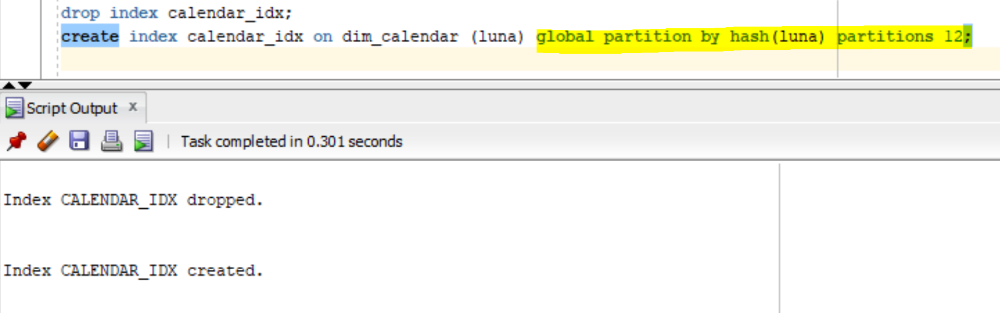 drop index calendar_idx;
create index calendar_idx on dim_calendar (luna) global partition by hash(luna) partitions 12;
Script Output x
Task completed in 0.301 seconds
Index CALENDAR_IDX dropped.
Index CALENDAR_IDX created.